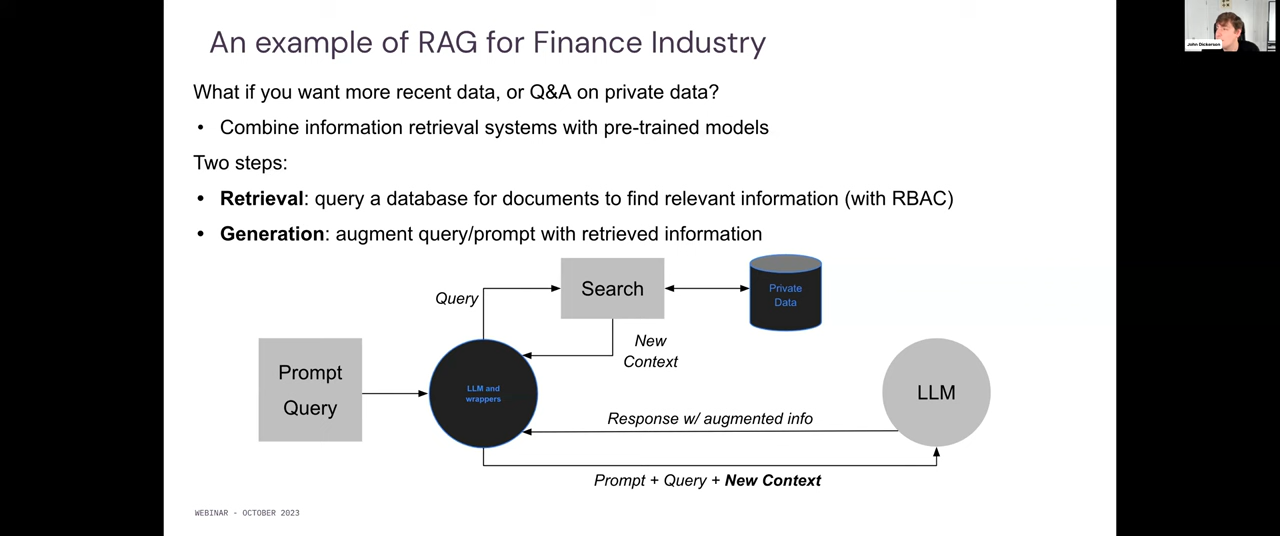 An example of RAG for Finance Industry
John Dickerson
What if you want more recent data, or Q&A on private data?
• Combine information retrieval systems with pre-trained models
Two steps:
• Retrieval: query a database for documents to find relevant information (with RBAC)
• Generation: augment query/prompt with retrieved information
Query
Search
Private
Data
New
Context
Prompt
Query
LLM and
wrappers
LLM
Response w/ augmented info
Prompt + Query + New Context
WEBINAR - OCTOBER 2023